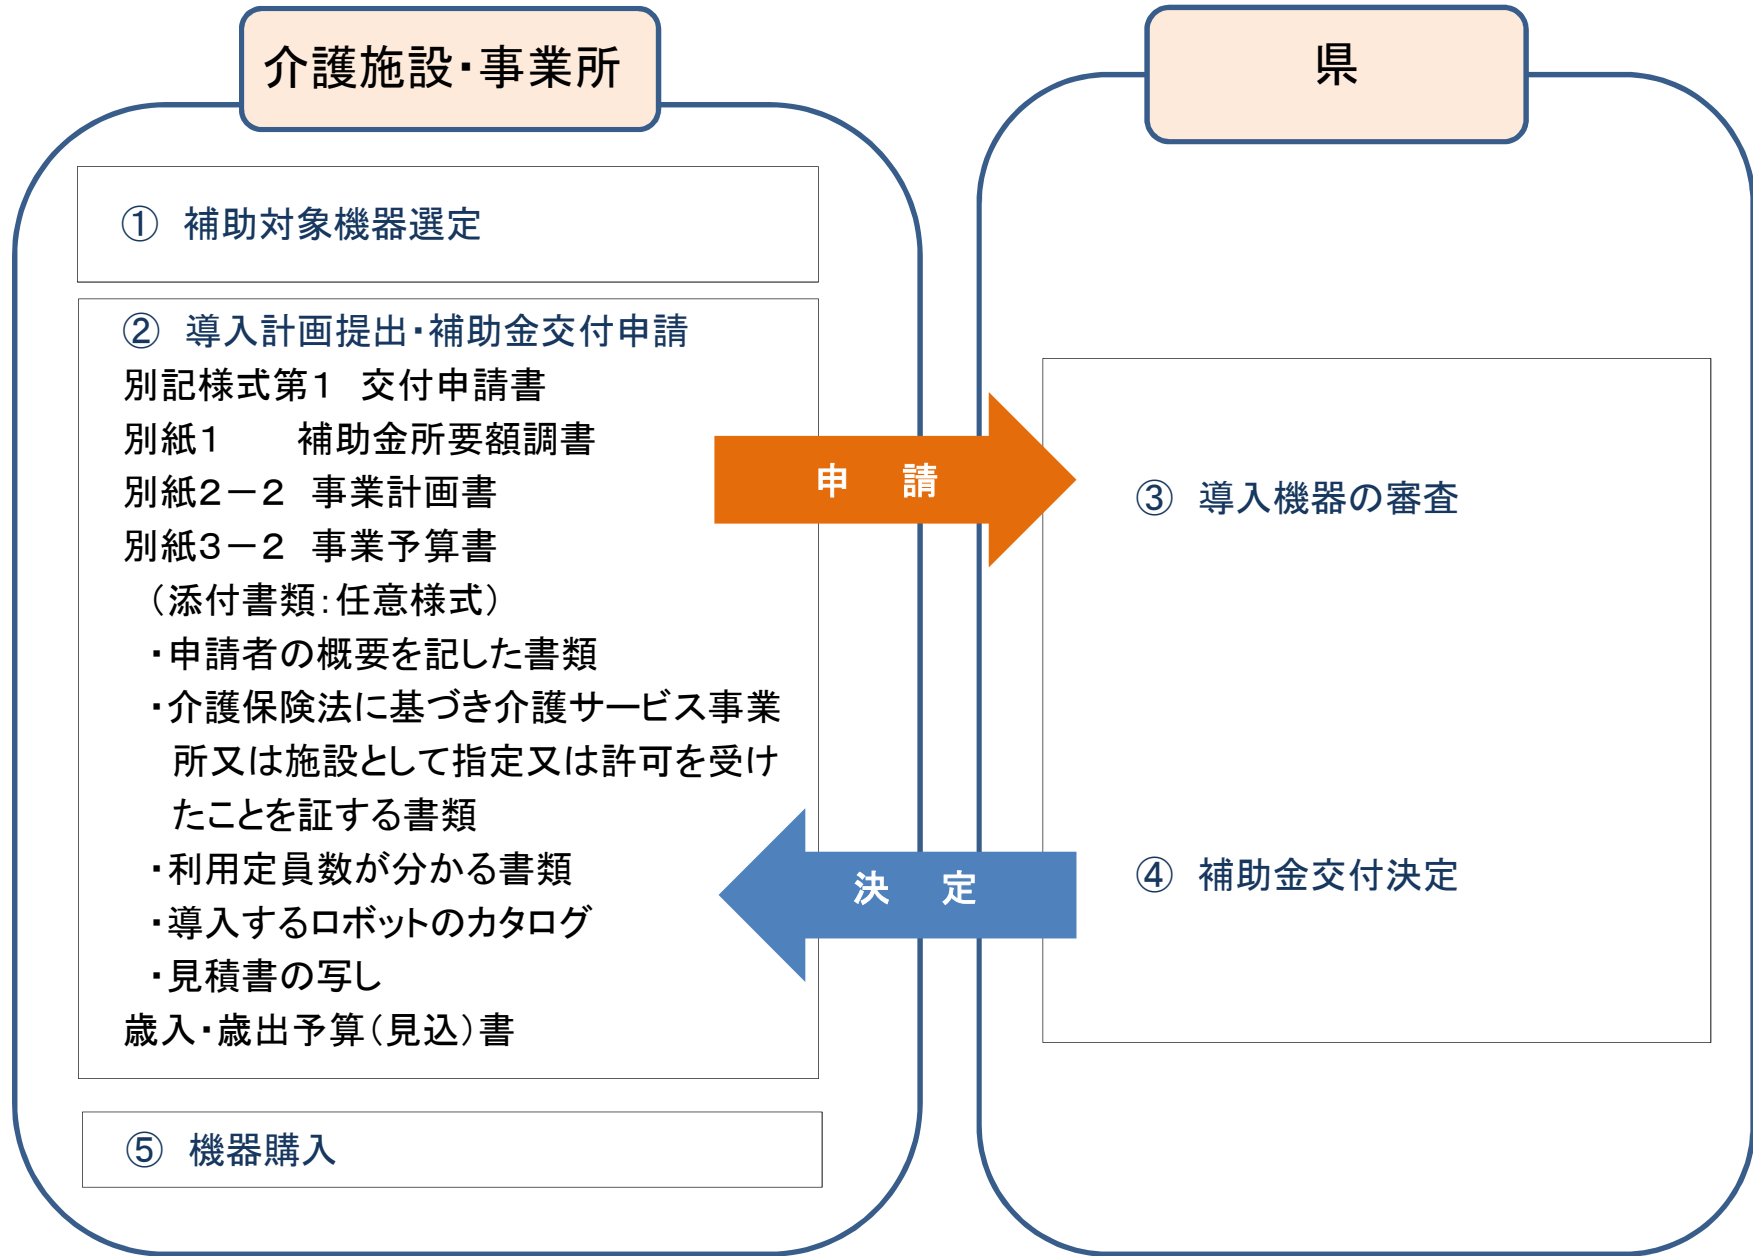 介護施設・事業所
① 補助対象機器選定
② 導入計画提出・補助金交付申請
別記様式第1 交付申請書
別紙1　　補助金所要額調書
別紙2－2 事業計画書
別紙3－2 事業予算書
（添付書類：任意様式）
・申請者の概要を記した書類
・介護保険法に基づき介護サービス事業
所又は施設として指定又は許可を受け
たことを証する書類
・利用定員数が分かる書類
・導入するロボットのカタログ
・見積書の写し
歳入・歳出予算（見込）書
⑤ 機器購入
申　請
決　定
県
③ 導入機器の審査
④ 補助金交付決定